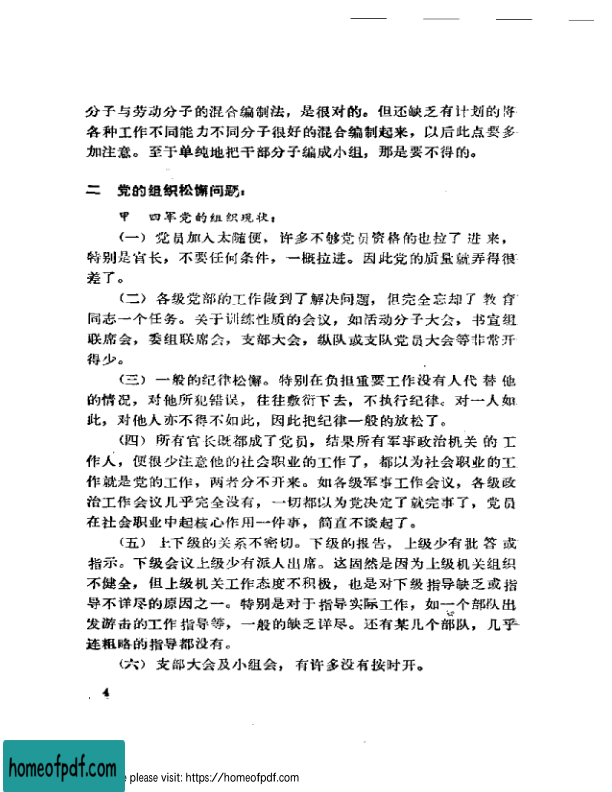 分子与劳动分子的混合编制法，是很对的。但还缺乏有计划的将
各种工作不同能力不同分子很好的混合编制起来，以后此点要多
加注意。至于单纯地把干部分子编成小组，那是要不得的。
二 党的组织松懈问题：
甲 四军党的组织现状：
（一）党员加入太随便，许多不够党员资格的也拉了进来，
特别是官长，不要任何条件，一概拉进。因此党的质量就弄得很
差了。
（二）各级党部的工作做到了解决问题，但完全忘却了教育
同志一个任务。关于训练性质的会议，如活动分子大会，书宣组
联席会，委组联席会，支部大会，纵队或支队党员大会等非常开
得少。
（三）一般的纪律松懈。特别在负担重要工作没有人代替他
的情况，对他所犯错误，往往敷衍下去，不执行纪律。对一人如
此，对他人亦不得不如此，因此把纪律一般的放松了。
（四）所有官长既都成了党员，结果所有军事政治机关的工
作人，便很少注意他的社会职业的工作了，都以为社会职业的工
作就是党的工作，两者分不开来。如各级军事工作会议，各级政
治工作会议几乎完全没有，一切都以为党决定了就完事了，党员
在社会职业中起核心作用一件事，简直不谈起了。
（五）上下级的关系不密切。下级的报告，上级少有批答或
指示。下级会议上级少有派人出席。这固然是因为上级机关组织
不健全，但上级机关工作态度不积极，也是对下级指导缺乏或指
导不详尽的原因之一。特别是对于指导实际工作，如一个部队出
发游击的工作指导等，一般的缺乏详尽。还有某几个部队，几乎
连粗略的指导都没有。
（六）支部大会及小组会，有许多没有按时开。
4
homeofpdf.com
e please visit: https://homeofpdf.com